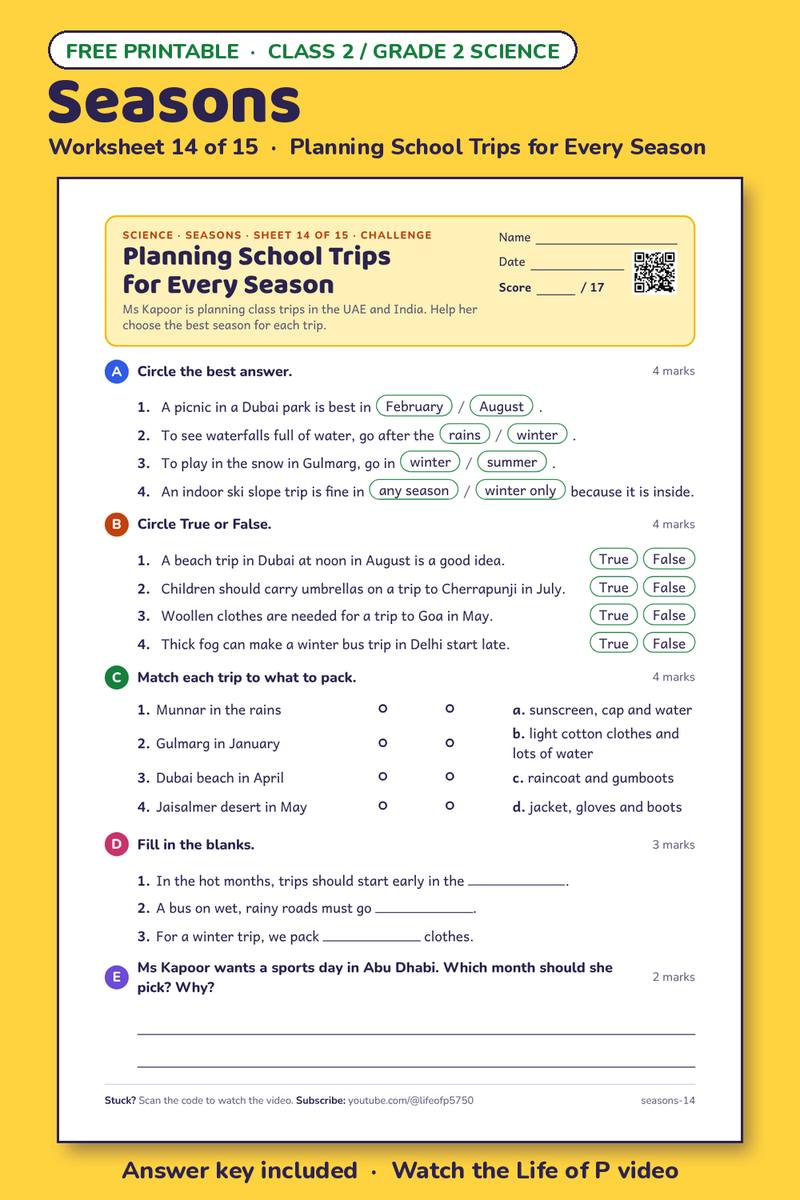 FREE PRINTABLE · CLASS 2 / GRADE 2 SCIENCE
Seasons
Worksheet 14 of 15 · Planning School Trips for Every Season
SCIENCE · SEASONS · SHEET 14 OF 15 · CHALLENGE
Planning School Trips
for Every Season
Ms Kapoor is planning class trips in the UAE and India. Help her
choose the best season for each trip.
Name ____________________
Date ______________
Score ______ / 17
A Circle the best answer. 4 marks
1. A picnic in a Dubai park is best in February / August .
2. To see waterfalls full of water, go after the rains / winter .
3. To play in the snow in Gulmarg, go in winter / summer .
4. An indoor ski slope trip is fine in any season / winter only because it is inside.
B Circle True or False. 4 marks
1. A beach trip in Dubai at noon in August is a good idea. True False
2. Children should carry umbrellas on a trip to Cherrapunji in July. True False
3. Woollen clothes are needed for a trip to Goa in May. True False
4. Thick fog can make a winter bus trip in Delhi start late. True False
C Match each trip to what to pack. 4 marks
1. Munnar in the rains a. sunscreen, cap and water
2. Gulmarg in January b. light cotton clothes and
lots of water
3. Dubai beach in April c. raincoat and gumboots
4. Jaisalmer desert in May d. jacket, gloves and boots
D Fill in the blanks. 3 marks
1. In the hot months, trips should start early in the ______________.
2. A bus on wet, rainy roads must go ______________.
3. For a winter trip, we pack ______________ clothes.
E Ms Kapoor wants a sports day in Abu Dhabi. Which month should she
pick? Why? 2 marks
Stuck? Scan the code to watch the video. Subscribe: youtube.com/@lifeofp5750 seasons-14
Answer key included · Watch the Life of P video